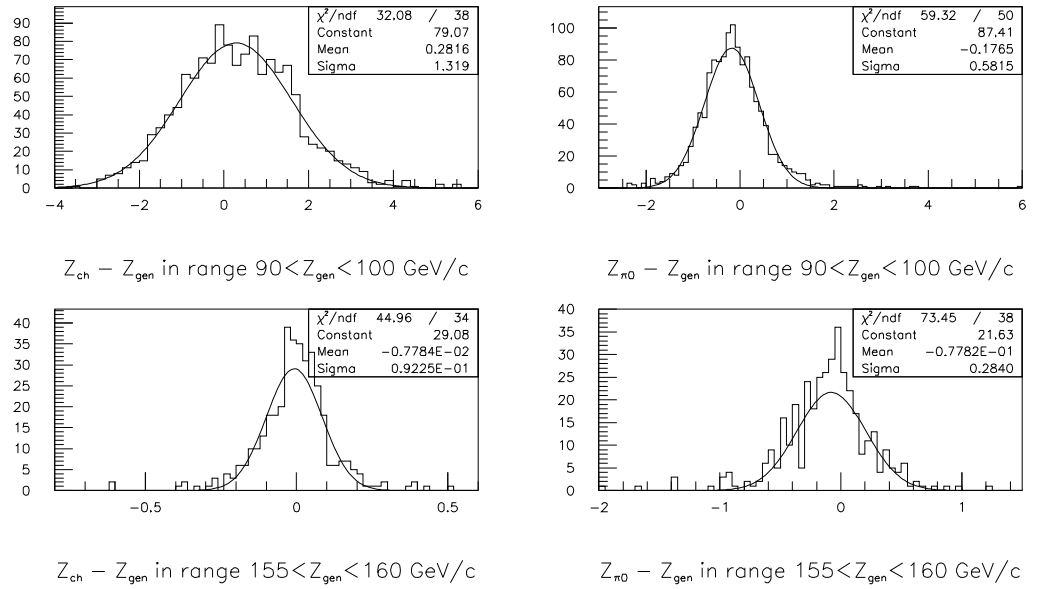 χ²/ndf 32.08 / 38
Constant 79.07
Mean 0.2816
Sigma 1.319
90
80
70
60
50
40
30
20
10
0
−4 −2 0 2 4 6
Z_ch − Z_gen in range 90<Z_gen<100 GeV/c
χ²/ndf 59.32 / 50
Constant 87.41
Mean −0.1765
Sigma 0.5815
100
80
60
40
20
0
−2 0 2 4 6
Z_π0 − Z_gen in range 90<Z_gen<100 GeV/c
χ²/ndf 44.96 / 34
Constant 29.08
Mean −0.7784E−02
Sigma 0.9225E−01
40
35
30
25
20
15
10
5
0
−0.5 0 0.5
Z_ch − Z_gen in range 155<Z_gen<160 GeV/c
χ²/ndf 73.45 / 38
Constant 21.63
Mean −0.7782E−01
Sigma 0.2840
40
35
30
25
20
15
10
5
0
−2 −1 0 1
Z_π0 − Z_gen in range 155<Z_gen<160 GeV/c